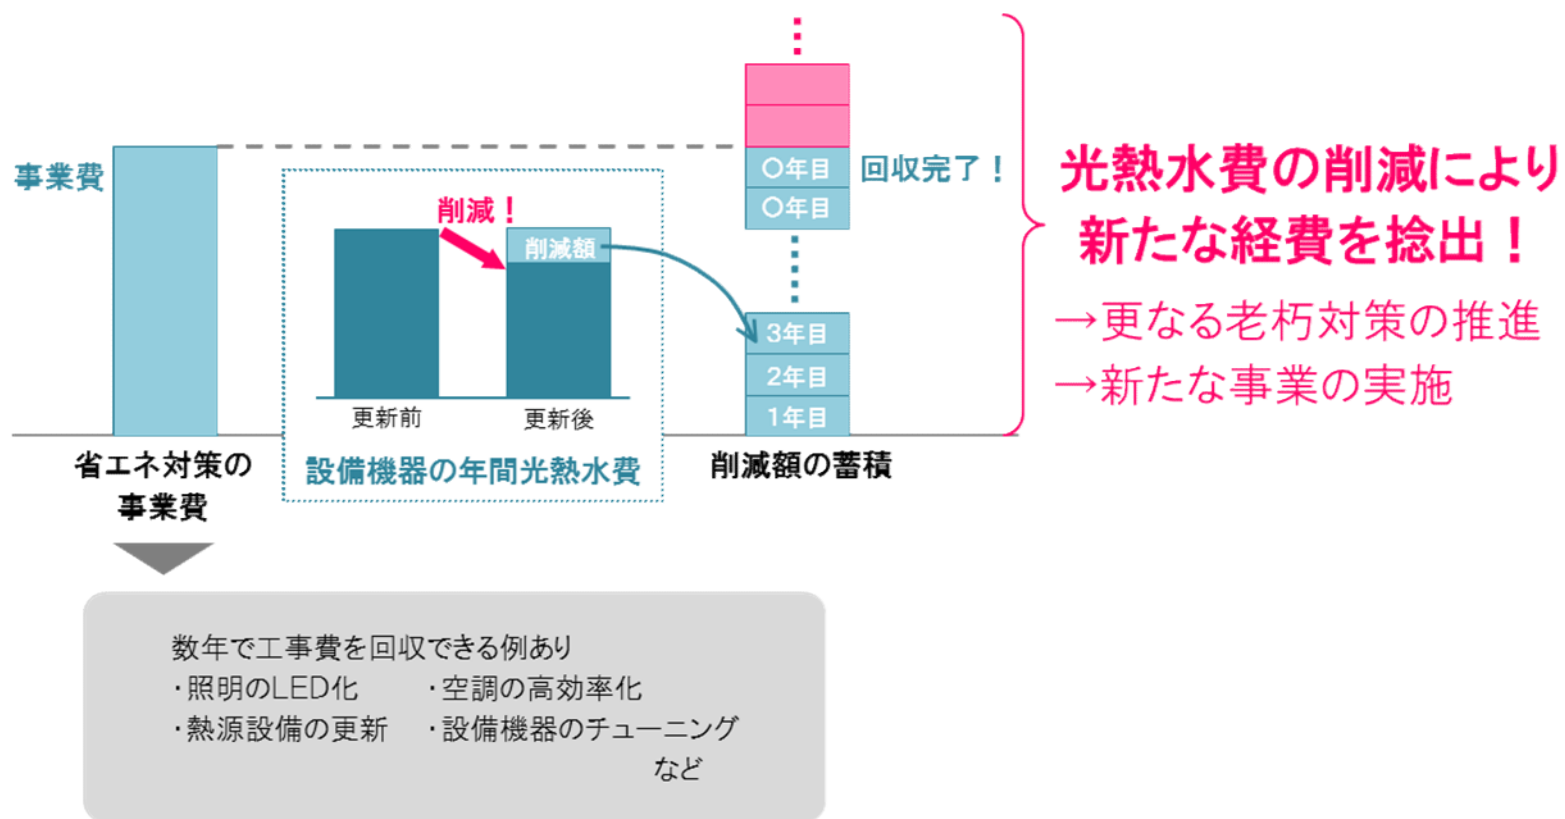 事業費
省エネ対策の
事業費
削減！
削減額
更新前
更新後
設備機器の年間光熱水費
〇年目
〇年目
3年目
2年目
1年目
回収完了！
削減額の蓄積
光熱水費の削減により
新たな経費を捻出！
→更なる老朽対策の推進
→新たな事業の実施
数年で工事費を回収できる例あり
・照明のLED化　・空調の高効率化
・熱源設備の更新　・設備機器のチューニング
など